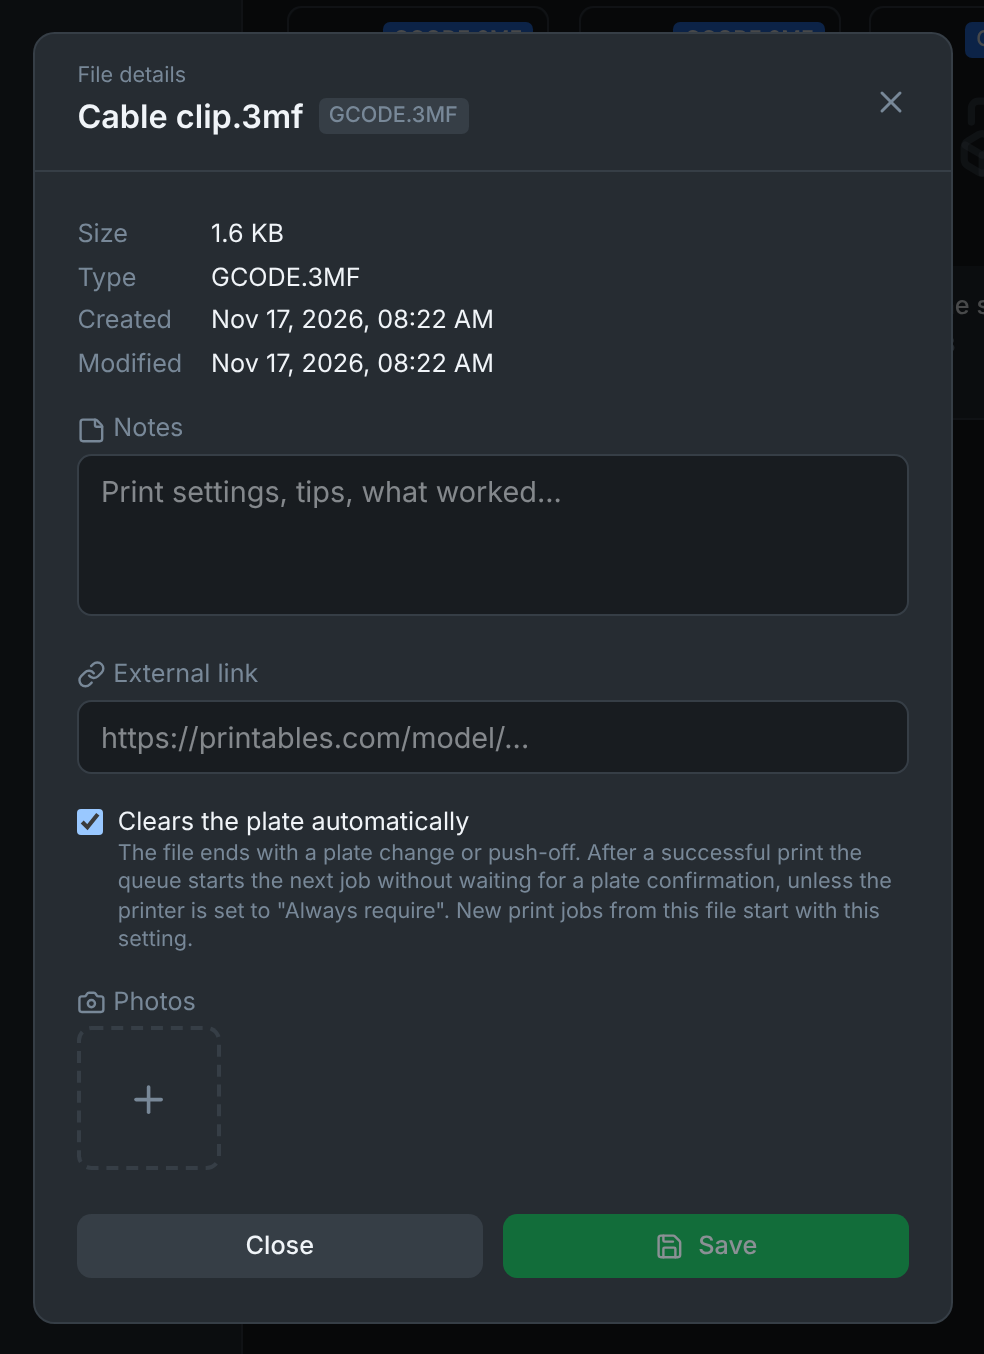 File details
Cable clip.3mf GCODE.3MF
Size 1.6 KB
Type GCODE.3MF
Created Nov 17, 2026, 08:22 AM
Modified Nov 17, 2026, 08:22 AM
Notes
Print settings, tips, what worked...
External link
https://printables.com/model/...
Clears the plate automatically
The file ends with a plate change or push-off. After a successful print the
queue starts the next job without waiting for a plate confirmation, unless the
printer is set to "Always require". New print jobs from this file start with this
setting.
Photos
Close
Save